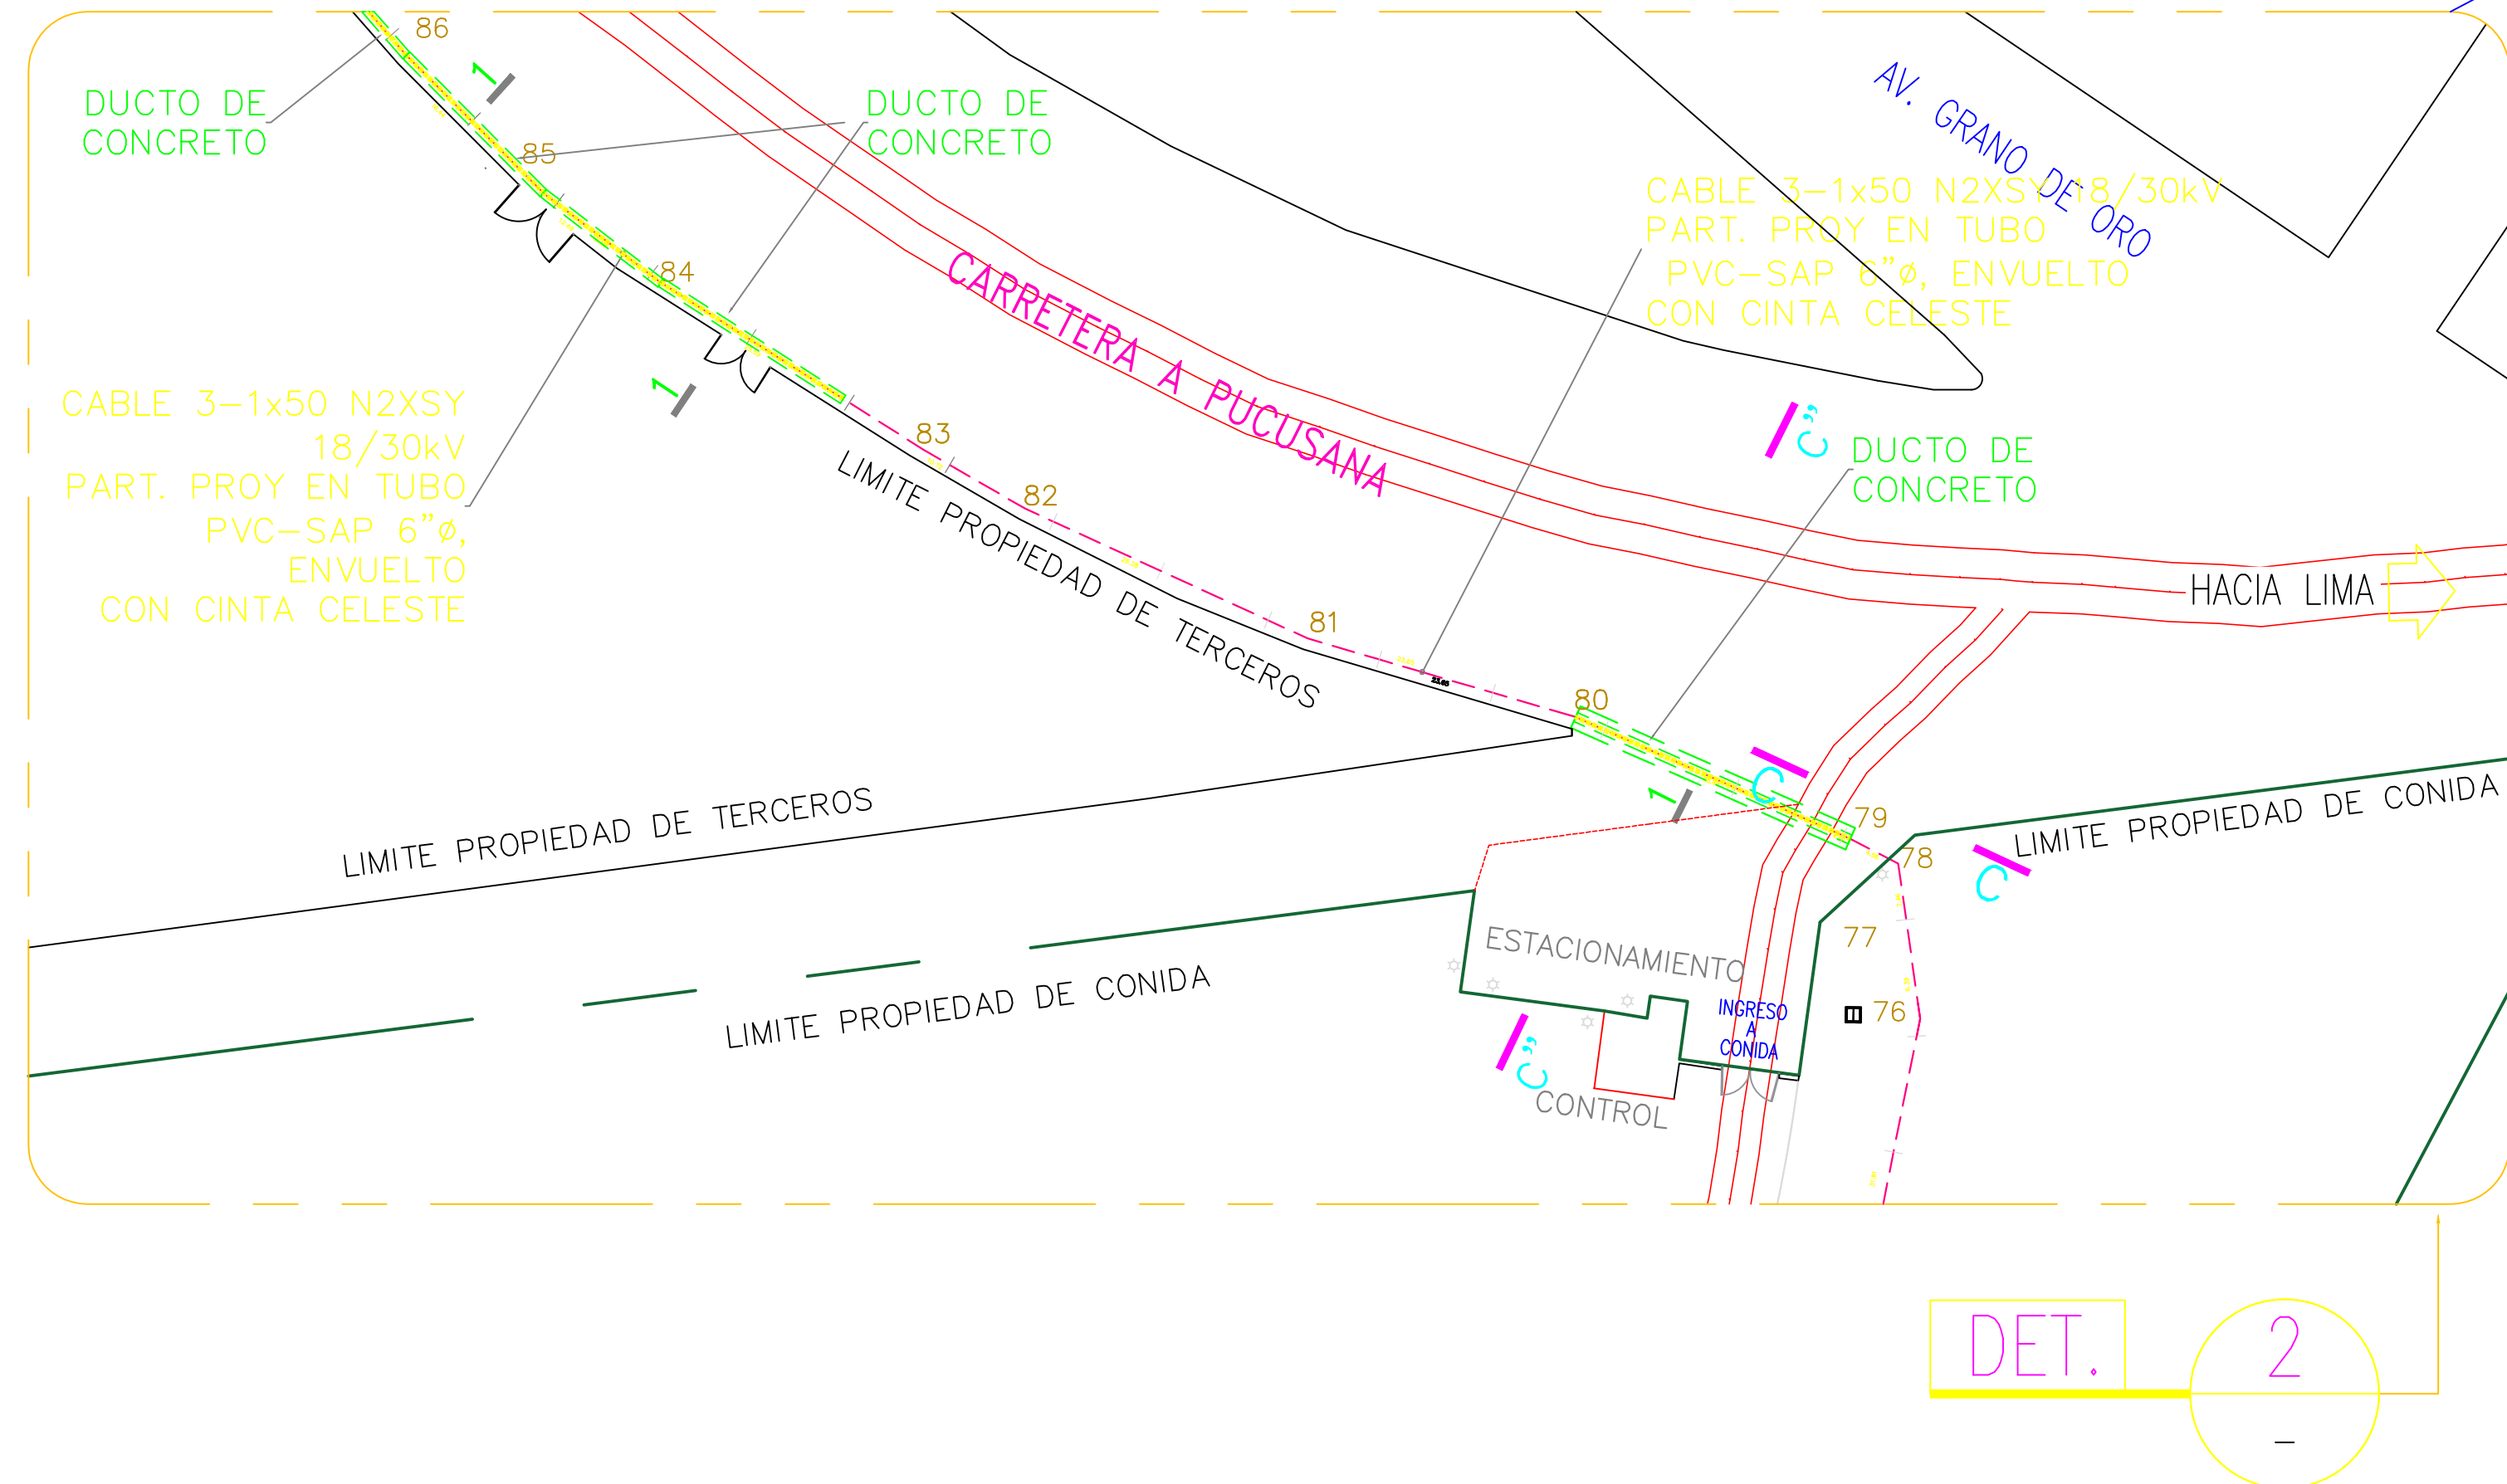 86
1
DUCTO DE
CONCRETO
DUCTO DE
CONCRETO
AV. GRANO DE ORO
85
CABLE 3-1x50 N2XSY 18/30kV
PART. PROY EN TUBO
PVC-SAP 6"ø, ENVUELTO
CON CINTA CELESTE
84
CARRETERA A PUCUSANA
1
CABLE 3-1x50 N2XSY
18/30kV
PART. PROY EN TUBO
PVC-SAP 6"ø,
ENVUELTO
CON CINTA CELESTE
83
C"
DUCTO DE
CONCRETO
82
LIMITE PROPIEDAD DE TERCEROS
HACIA LIMA
81
23.65
80
C
1
79
LIMITE PROPIEDAD DE TERCEROS
LIMITE PROPIEDAD DE CONIDA
78
C
77
ESTACIONAMIENTO
LIMITE PROPIEDAD DE CONIDA
INGRESO
A
CONIDA
76
C"
CONTROL
DET.
2
-